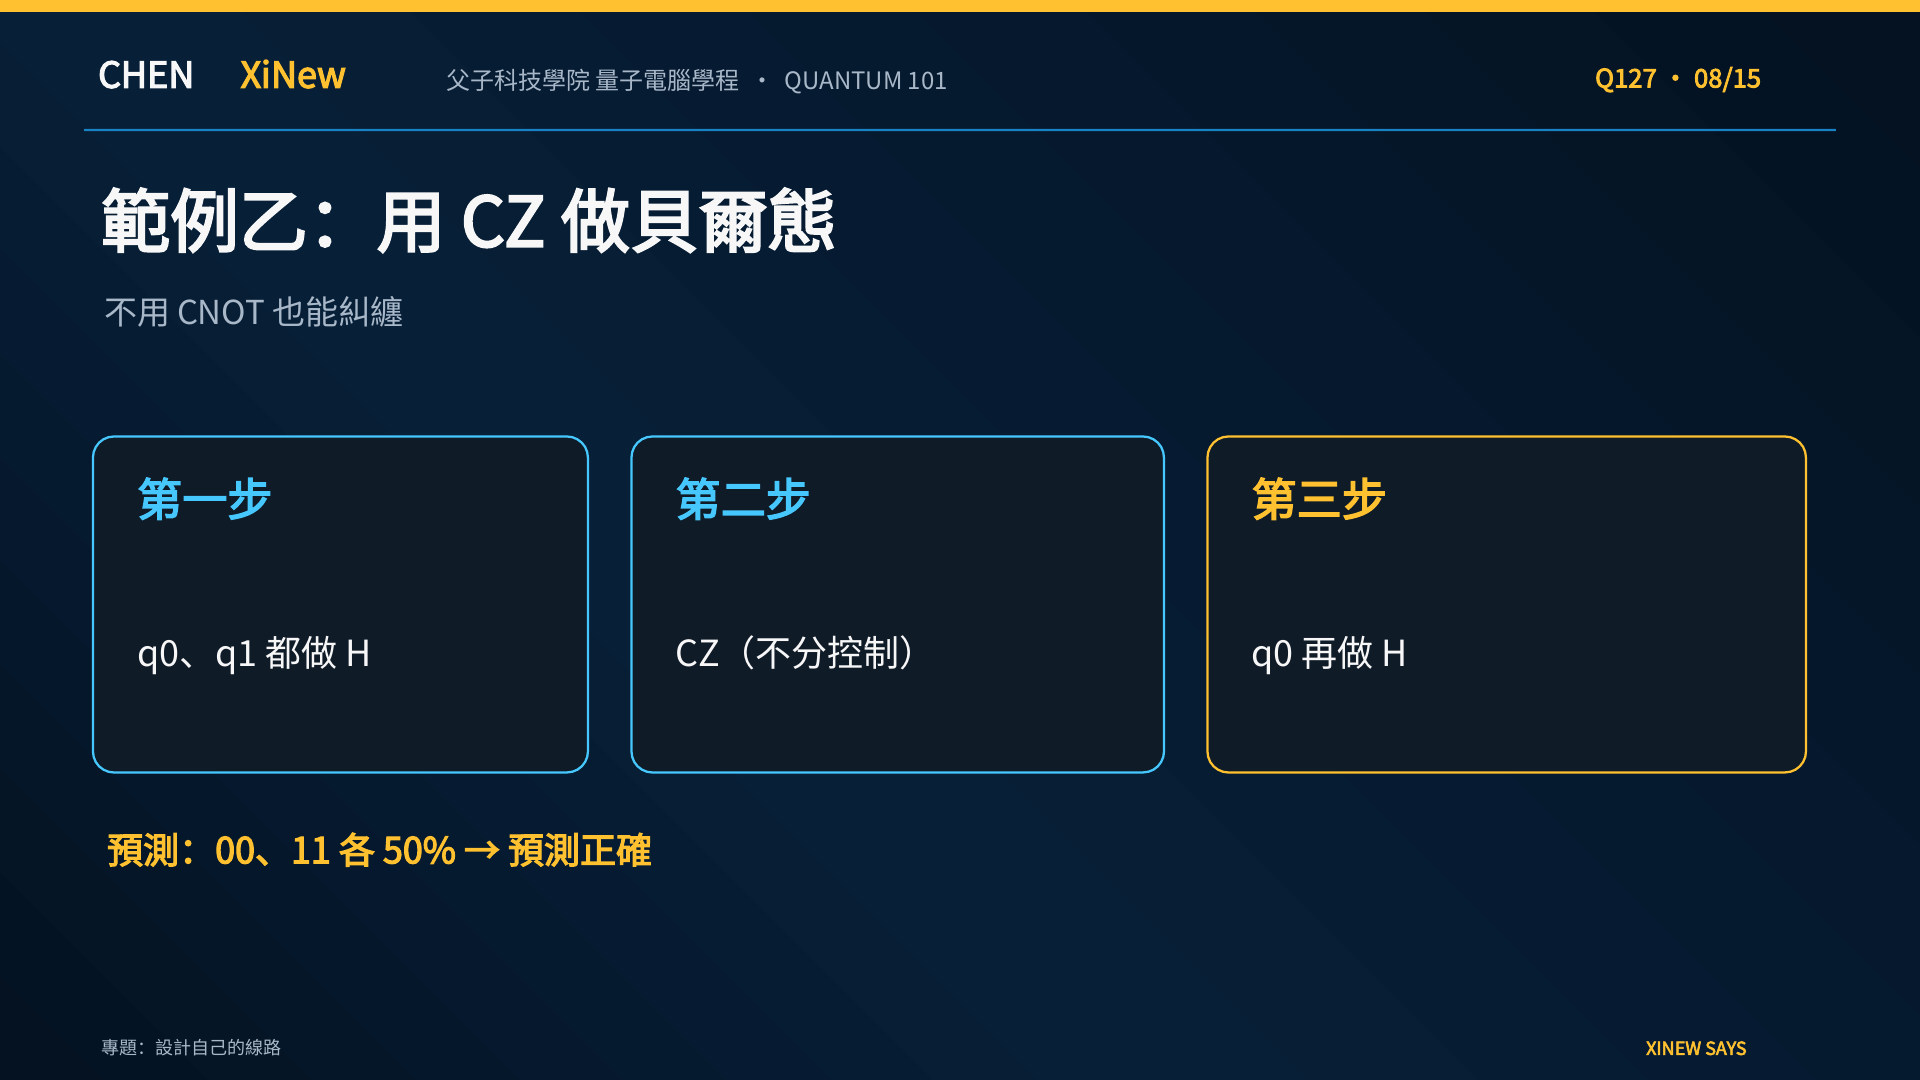 CHEN XiNew 父子科技學院 量子電腦學程 · QUANTUM 101 Q127 · 08/15
範例乙：用 CZ 做貝爾態
不用 CNOT 也能糾纏
第一步
q0、q1 都做 H
第二步
CZ（不分控制）
第三步
q0 再做 H
預測：00、11 各 50% → 預測正確
專題：設計自己的線路
XINEW SAYS